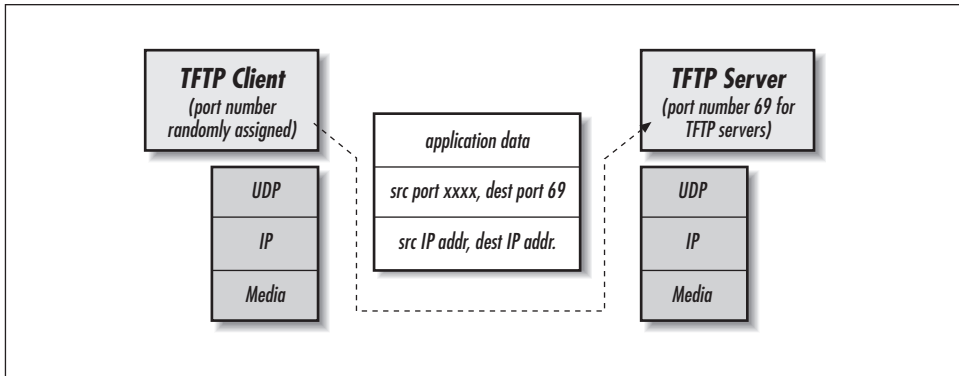 TFTP Client
(port number
randomly assigned)
UDP
IP
Media
application data
src port xxxx, dest port 69
src IP addr, dest IP addr.
TFTP Server
(port number 69 for
TFTP servers)
UDP
IP
Media